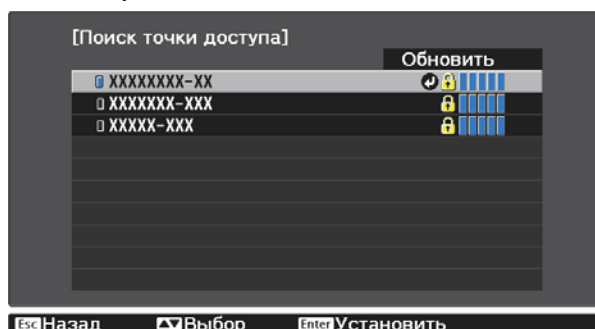 [Поиск точки доступа]
Обновить
XXXXXXXX-XX
XXXXXXX-XXX
XXXXX-XXX
Esc Назад Выбор Enter Установить